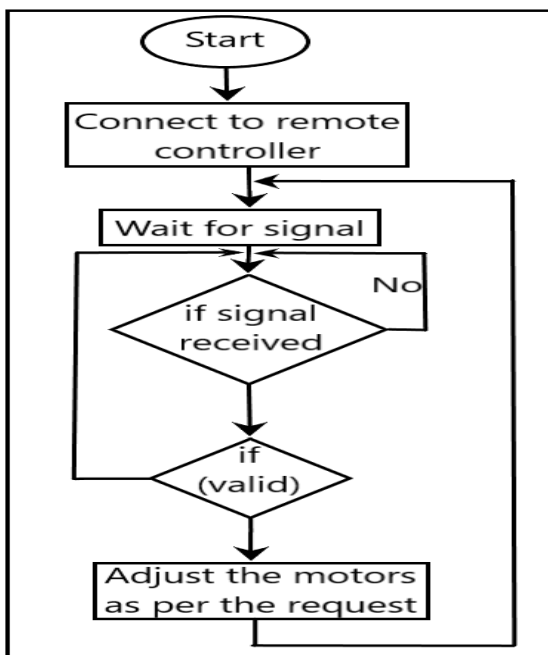 Start
Connect to remote
controller
Wait for signal
No
if signal
received
if
(valid)
Adjust the motors
as per the request